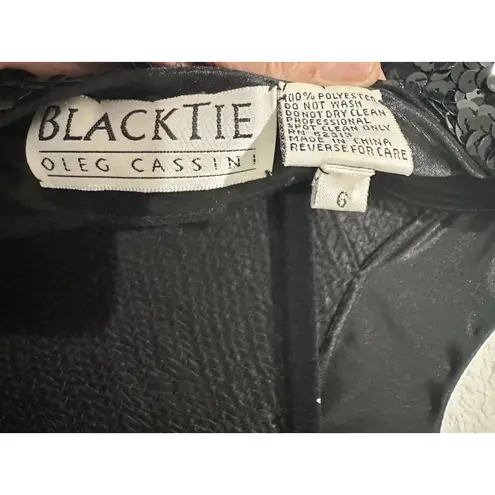 BLACKTIE
OLEG CASSINI
100% POLYESTER
DO NOT WASH
DO NOT DRY CLEAN
PROFESSIONAL
SPOT CLEAN ONLY
RN
MADE IN CHINA
REVERSE FOR CARE
6